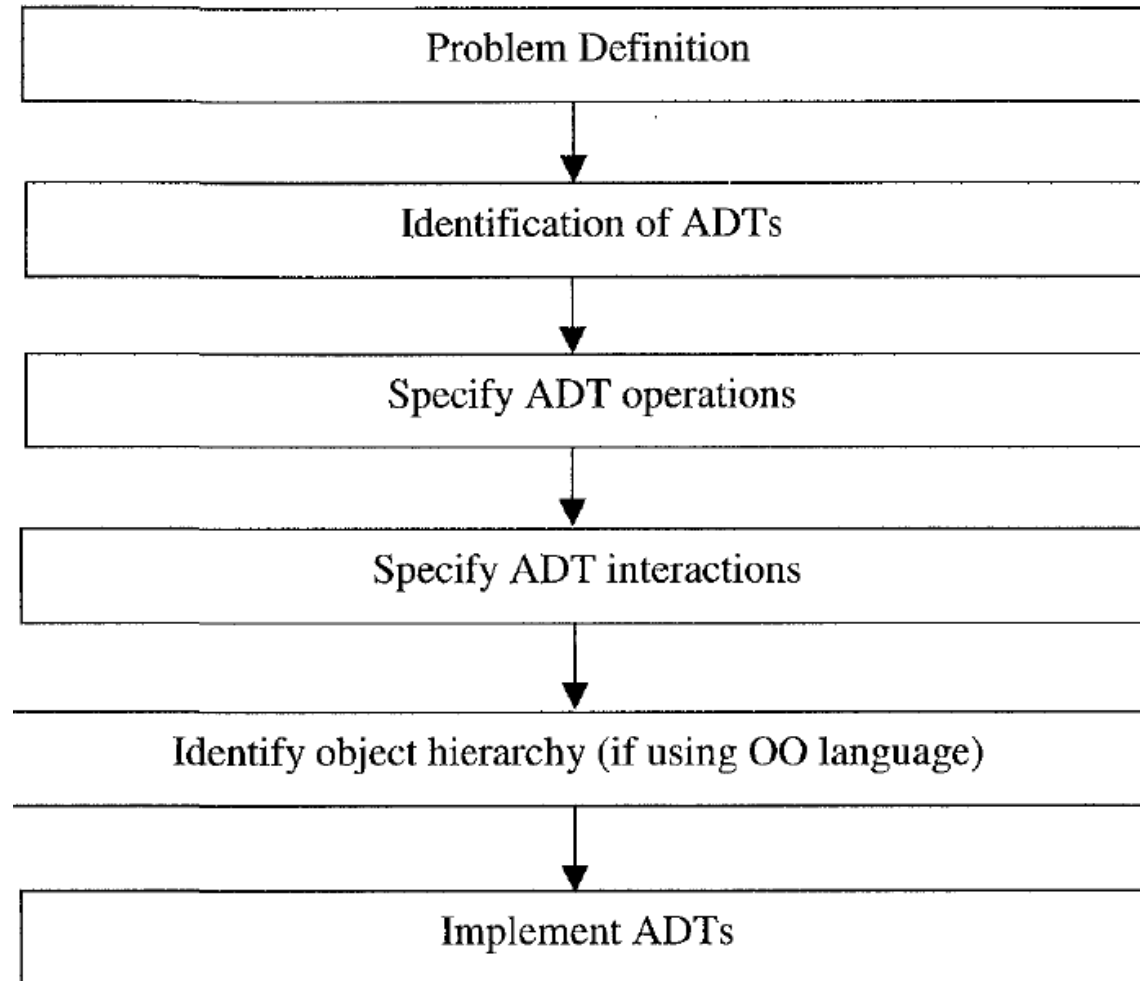 Problem Definition
Identification of ADTs
Specify ADT operations
Specify ADT interactions
Identify object hierarchy (if using OO language)
Implement ADTs